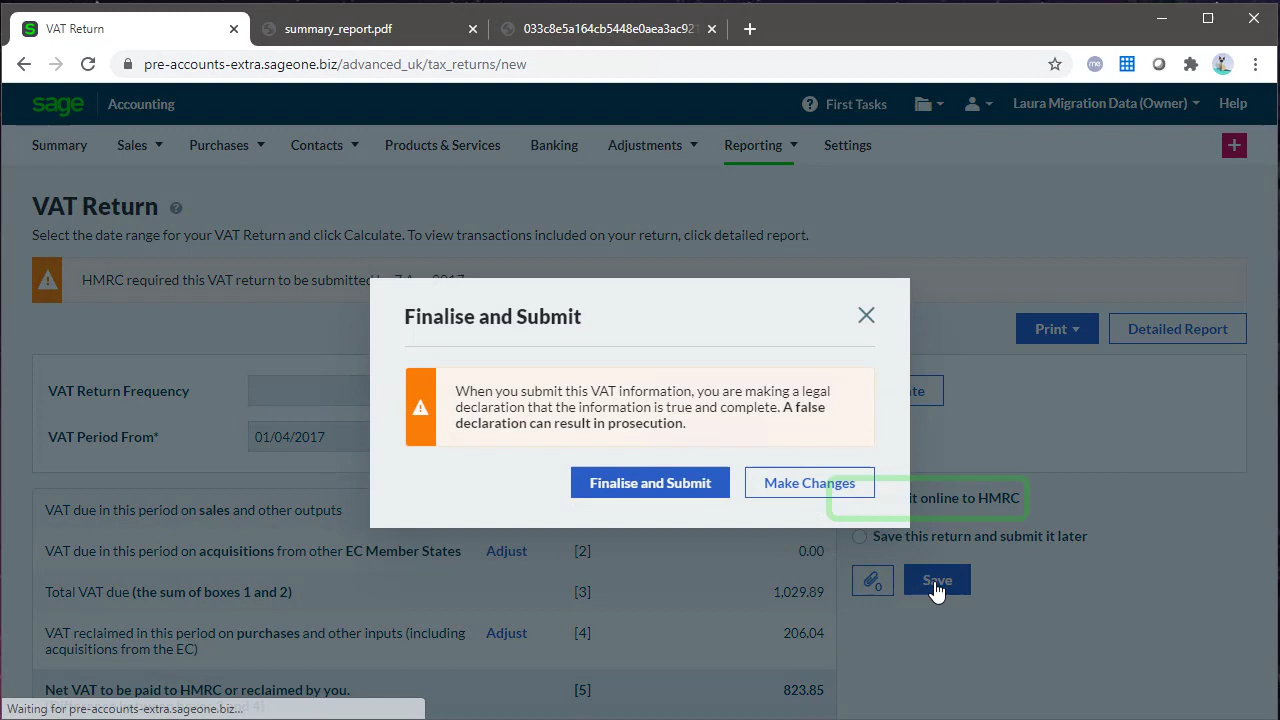 VAT Return
summary_report.pdf
033c8e5a164cb5448e0aea3ac921
pre-accounts-extra.sageone.biz/advanced_uk/tax_returns/new
sage Accounting
First Tasks
Laura Migration Data (Owner)
Help
Summary
Sales
Purchases
Contacts
Products & Services
Banking
Adjustments
Reporting
Settings
VAT Return
Select the date range for your VAT Return and click Calculate. To view transactions included on your return, click detailed report.
HMRC required this VAT return to be submitted
Print
Detailed Report
VAT Return Frequency
VAT Period From*
01/04/2017
Finalise and Submit
When you submit this VAT information, you are making a legal
declaration that the information is true and complete. A false
declaration can result in prosecution.
Finalise and Submit
Make Changes
online to HMRC
VAT due in this period on sales and other outputs
VAT due in this period on acquisitions from other EC Member States
Adjust
[2]
0.00
Save this return and submit it later
0
Save
Total VAT due (the sum of boxes 1 and 2)
[3]
1,029.89
VAT reclaimed in this period on purchases and other inputs (including
acquisitions from the EC)
Adjust
[4]
206.04
Net VAT to be paid to HMRC or reclaimed by you.
[5]
823.85
Waiting for pre-accounts-extra.sageone.biz...